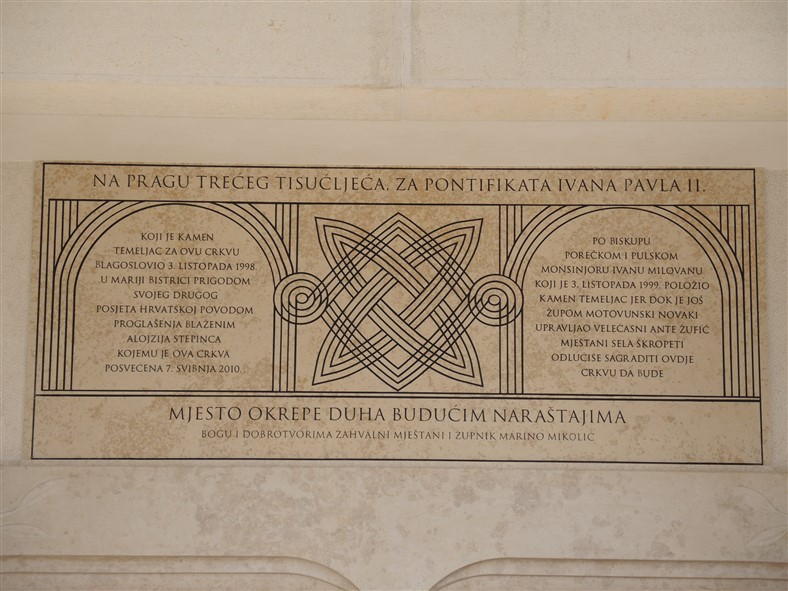 NA PRAGU TREĆEG TISUĆLJEĆA, ZA PONTIFIKATA IVANA PAVLA II.
KOJI JE KAMEN
TEMELJAC ZA OVU CRKVU
BLAGOSLOVIO 3. LISTOPADA 1998.
U MARIJI BISTRICI PRIGODOM
SVOJEG DRUGOG
POSJETA HRVATSKOJ POVODOM
PROGLAŠENJA BLAŽENIM
ALOJZIJA STEPINCA
KOJEMU JE OVA CRKVA
POSVEĆENA 7. SVIBNJA 2010.
PO BISKUPU
POREČKOM I PULSKOM
MONSINJORU IVANU MILOVANU
KOJI JE 3. LISTOPADA 1999. POLOŽIO
KAMEN TEMELJAC JER DOK JE JOŠ
ŽUPOM MOTOVUNSKI NOVAKI
UPRAVLJAO VELEČASNI ANTE ŽUFIĆ
MJEŠTANI SELA ŠKROPETI
ODLUČIŠE SAGRADITI OVDJE
CRKVU DA BUDE
MJESTO OKREPE DUHA BUDUĆIM NARAŠTAJIMA
BOGU I DOBROTVORIMA ZAHVALNI MJEŠTANI I ŽUPNIK MARINO MIKOLIĆ